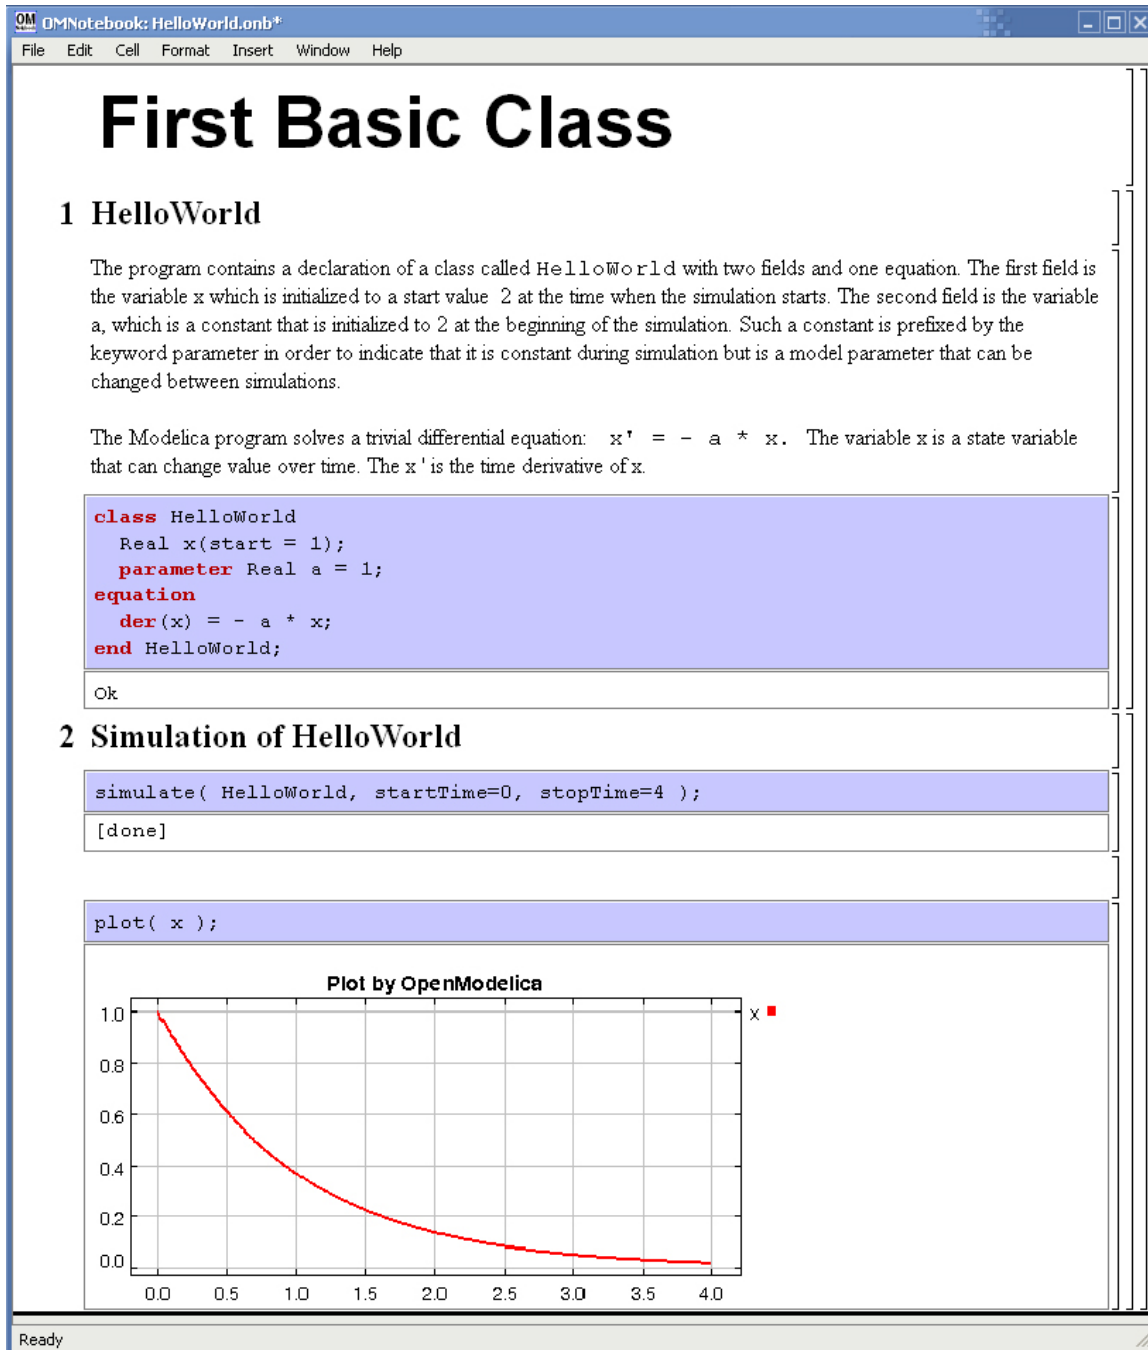 OMNotebook: HelloWorld.onb*
File Edit Cell Format Insert Window Help
First Basic Class
1 HelloWorld
The program contains a declaration of a class called HelloWorld with two fields and one equation. The first field is
the variable x which is initialized to a start value 2 at the time when the simulation starts. The second field is the variable
a, which is a constant that is initialized to 2 at the beginning of the simulation. Such a constant is prefixed by the
keyword parameter in order to indicate that it is constant during simulation but is a model parameter that can be
changed between simulations.
The Modelica program solves a trivial differential equation: x' = - a * x. The variable x is a state variable
that can change value over time. The x ' is the time derivative of x.
class HelloWorld
Real x(start = 1);
parameter Real a = 1;
equation
der(x) = - a * x;
end HelloWorld;
Ok
2 Simulation of HelloWorld
simulate( HelloWorld, startTime=0, stopTime=4 );
[done]
plot( x );
Plot by OpenModelica
x
1.0
0.8
0.6
0.4
0.2
0.0
0.0 0.5 1.0 1.5 2.0 2.5 3.0 3.5 4.0
Ready